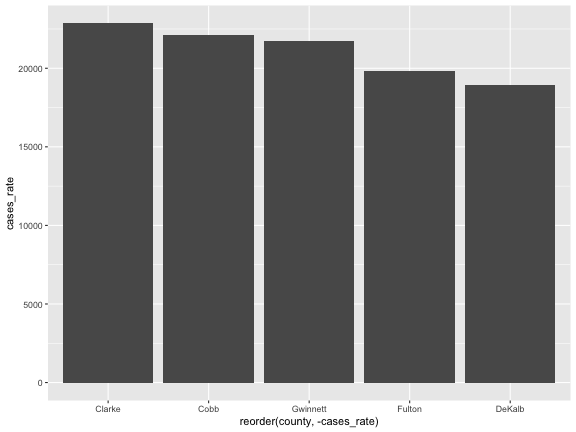 20000
15000
10000
5000
0
cases_rate
Clarke Cobb Gwinnett Fulton DeKalb
reorder(county, -cases_rate)